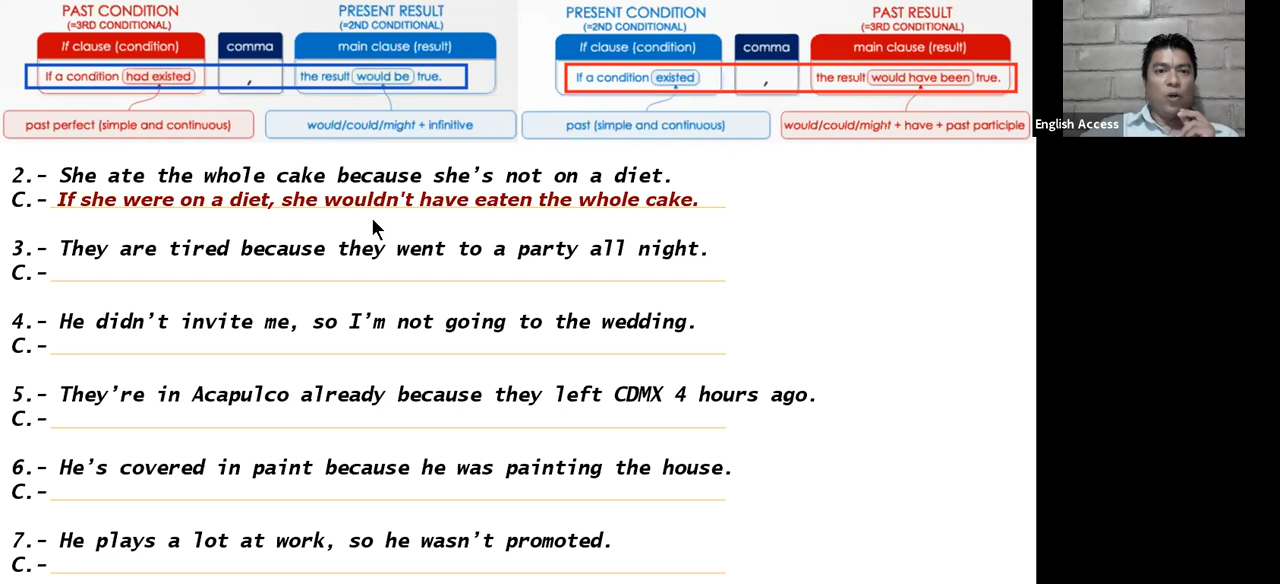 PAST CONDITION
(=3RD CONDITIONAL)
PRESENT RESULT
(=2ND CONDITIONAL)
If clause (condition)
comma
main clause (result)
If a condition had existed
,
the result would be true.
past perfect (simple and continuous)
would/could/might + infinitive
PRESENT CONDITION
(=2ND CONDITIONAL)
PAST RESULT
(=3RD CONDITIONAL)
If clause (condition)
comma
main clause (result)
If a condition existed
,
the result would have been true.
past (simple and continuous)
would/could/might + have + past participle
English Access
2.- She ate the whole cake because she’s not on a diet.
C.- If she were on a diet, she wouldn't have eaten the whole cake.
3.- They are tired because they went to a party all night.
C.-
4.- He didn’t invite me, so I’m not going to the wedding.
C.-
5.- They’re in Acapulco already because they left CDMX 4 hours ago.
C.-
6.- He’s covered in paint because he was painting the house.
C.-
7.- He plays a lot at work, so he wasn’t promoted.
C.-